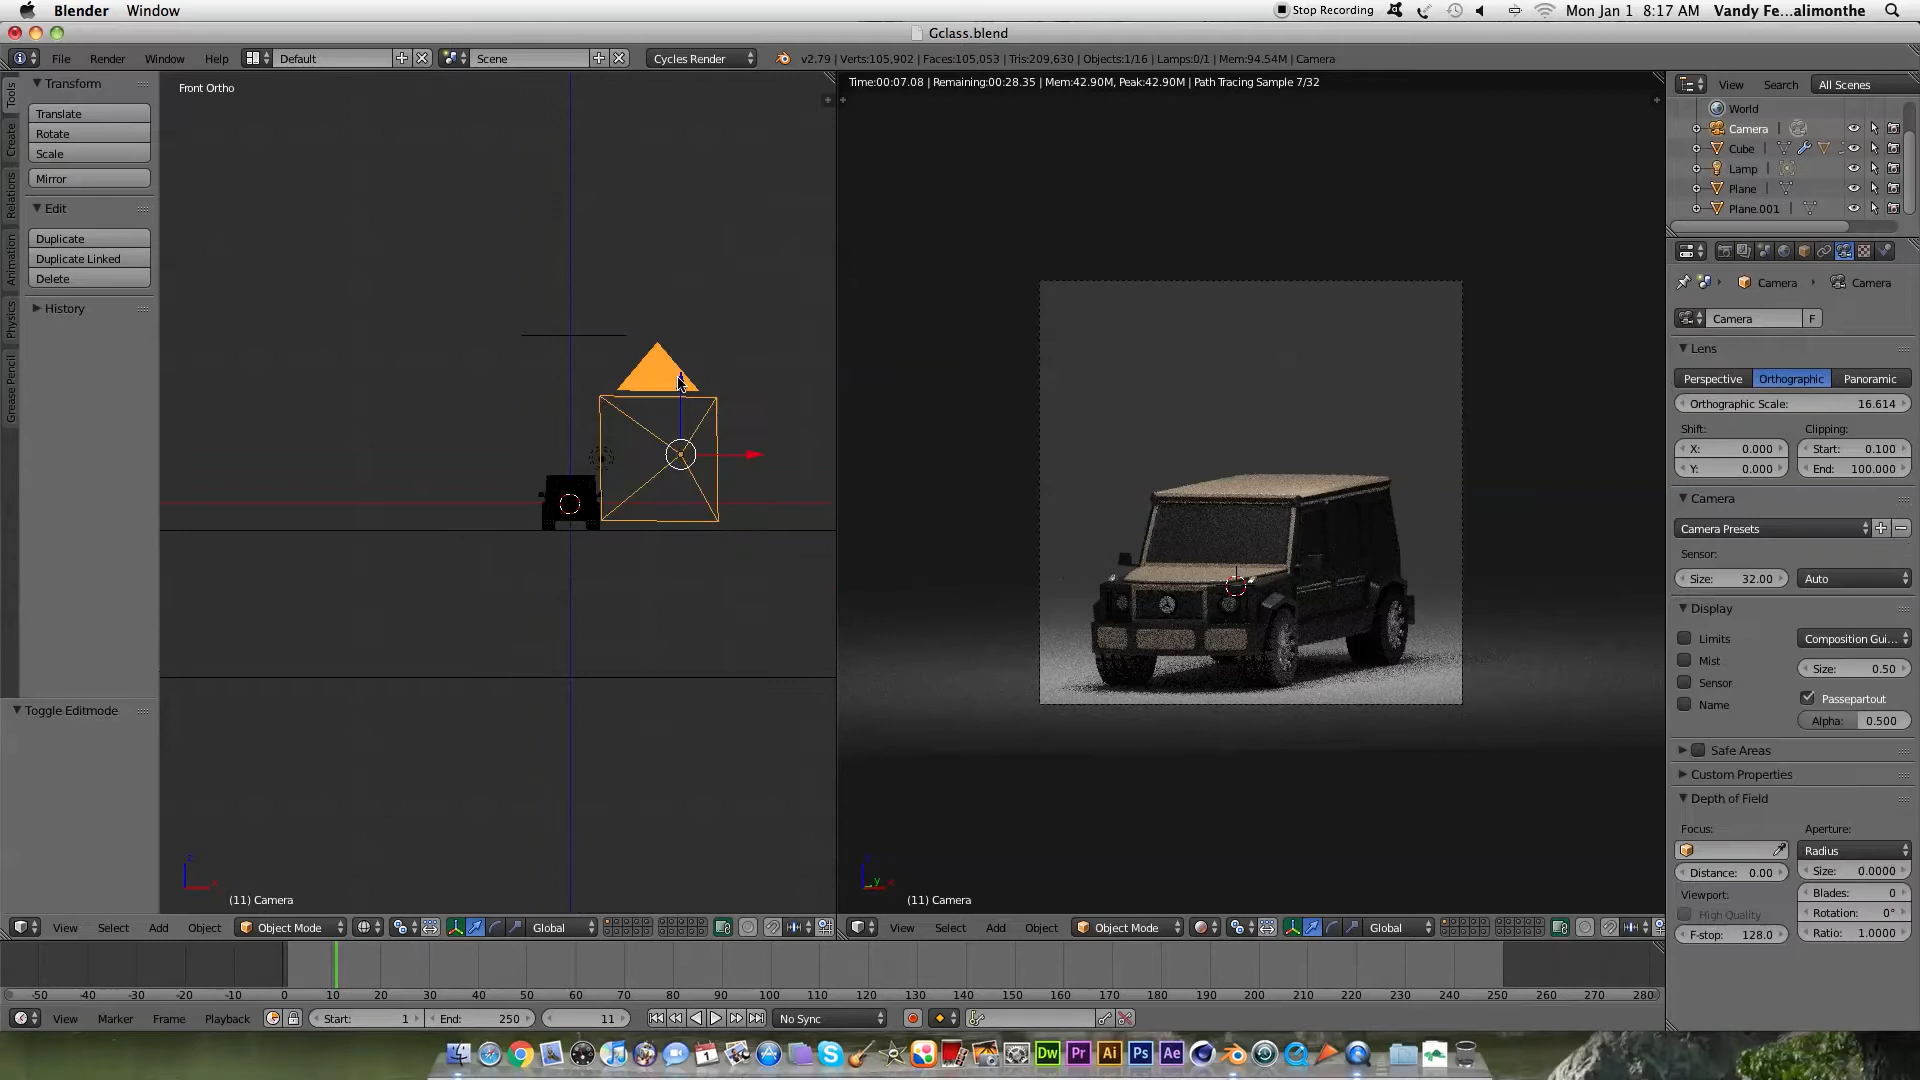 Blender Window Stop Recording Mon Jan 1 8:17 AM Vandy Fe...alimonthe
Gclass.blend
File Render Window Help Default Scene Cycles Render v2.79 | Verts:105,902 | Faces:105,053 | Tris:209,630 | Objects:1/16 | Lamps:0/1 | Mem:94.54M | Camera
Tools
Create
Relations
Animation
Physics
Grease Pencil
Transform
Translate
Rotate
Scale
Mirror
Edit
Duplicate
Duplicate Linked
Delete
History
Toggle Editmode
Front Ortho
(11) Camera
Time:00:07.08 | Remaining:00:28.35 | Mem:42.90M, Peak:42.90M | Path Tracing Sample 7/32
(11) Camera
View Search All Scenes
World
Camera
Cube
Lamp
Plane
Plane.001
Camera Camera
Camera F
Lens
Perspective Orthographic Panoramic
Orthographic Scale: 16.614
Shift: Clipping:
X: 0.000 Start: 0.100
Y: 0.000 End: 100.000
Camera
Camera Presets
Sensor:
Size: 32.00 Auto
Display
Limits Composition Gui...
Mist Size: 0.50
Sensor
Passepartout
Name
Alpha: 0.500
Safe Areas
Custom Properties
Depth of Field
Focus: Aperture:
Radius
Distance: 0.00 Size: 0.0000
Viewport: Blades: 0
High Quality Rotation: 0°
F-stop: 128.0 Ratio: 1.0000
View Select Add Object Object Mode Global
View Select Add Object Object Mode Global
-50 -40 -30 -20 -10 0 10 20 30 40 50 60 70 80 90 100 110 120 130 140 150 160 170 180 190 200 210 220 230 240 250 260 270 280
View Marker Frame Playback Start: 1 End: 250 11 No Sync
1 Dw Pr Ai Ps Ae